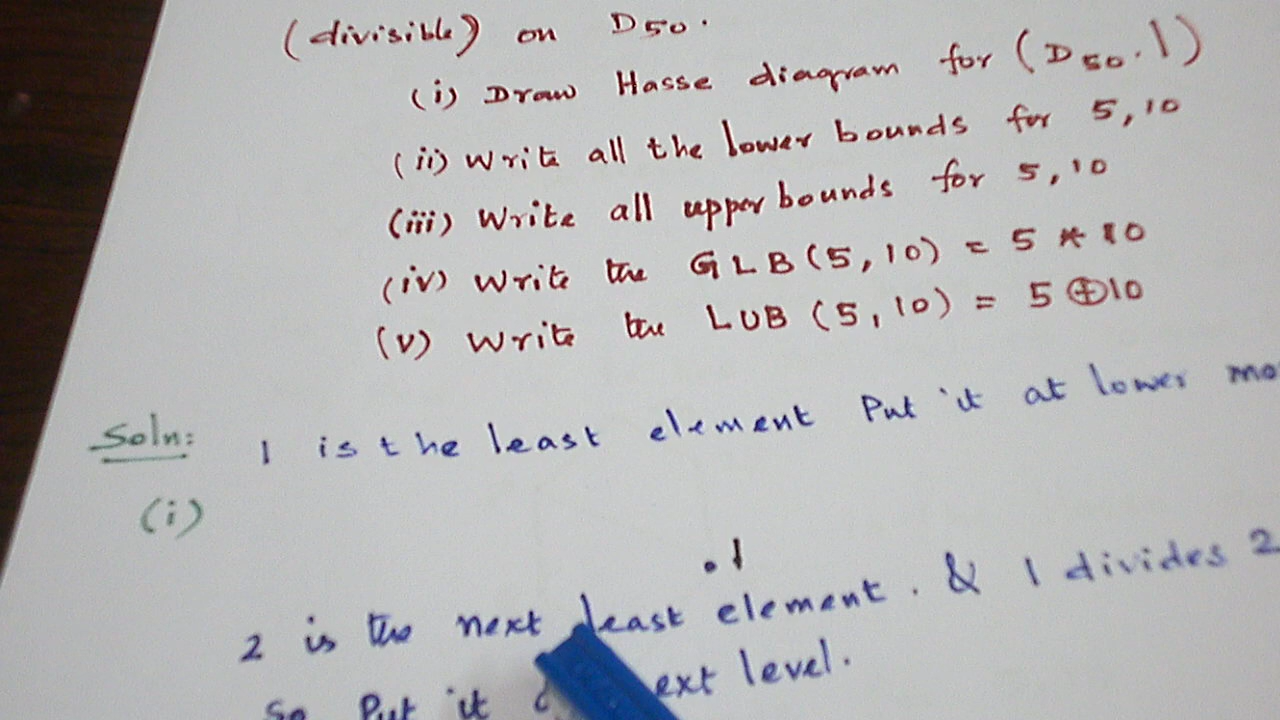 (divisible) on D50.
(i) Draw Hasse diagram for (D50.1)
(ii) Write all the lower bounds for 5,10
(iii) Write all upper bounds for 5,10
(iv) Write the GLB(5,10) = 5 * 10
(v) Write the LUB (5,10) = 5 ⊕ 10
Soln: 1 is the least element Put it at lower
(i)
.1
2 is the next least element. & 1 divides 2
So Put it ext level.